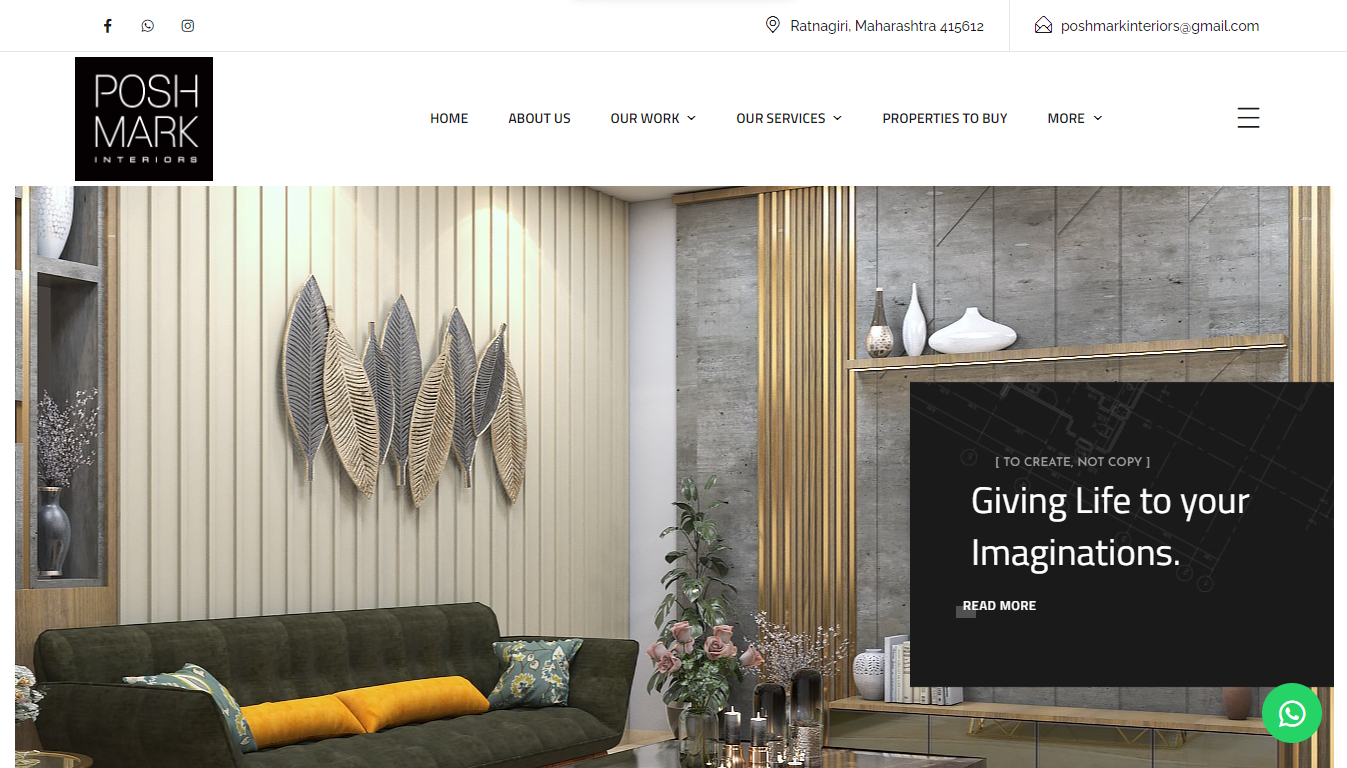 Ratnagiri, Maharashtra 415612
poshmarkinteriors@gmail.com
POSH
MARK
INTERIORS
HOME ABOUT US OUR WORK OUR SERVICES PROPERTIES TO BUY MORE
[ TO CREATE, NOT COPY ]
Giving Life to your
Imaginations.
READ MORE